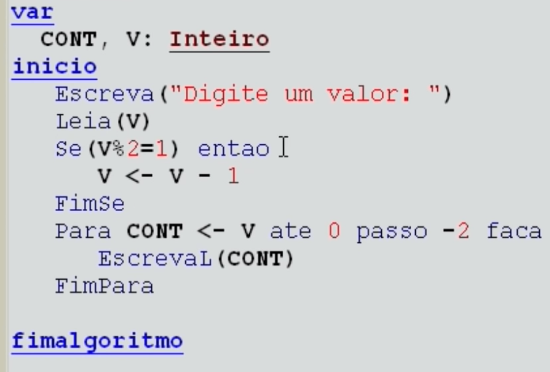 var
CONT, V: Inteiro
inicio
Escreva("Digite um valor: ")
Leia(V)
Se(V%2=1) entao
V <- V - 1
FimSe
Para CONT <- V ate 0 passo -2 faca
EscrevaL(CONT)
FimPara
fimalgoritmo